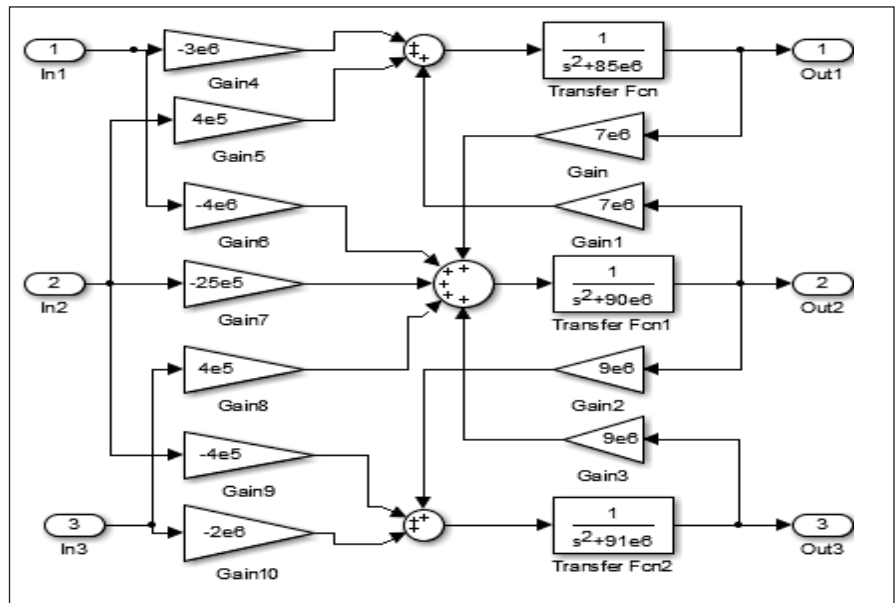 1
In1
-3e6
Gain4
+
+
+
1
s²+85e6
Transfer Fcn
1
Out1
4e5
Gain5
7e6
Gain
-4e6
Gain6
7e6
Gain1
2
In2
-25e5
Gain7
+
+
+
+
+
1
s²+90e6
Transfer Fcn1
2
Out2
4e5
Gain8
9e6
Gain2
-4e5
Gain9
9e6
Gain3
3
In3
-2e6
Gain10
+
+
+
1
s²+91e6
Transfer Fcn2
3
Out3